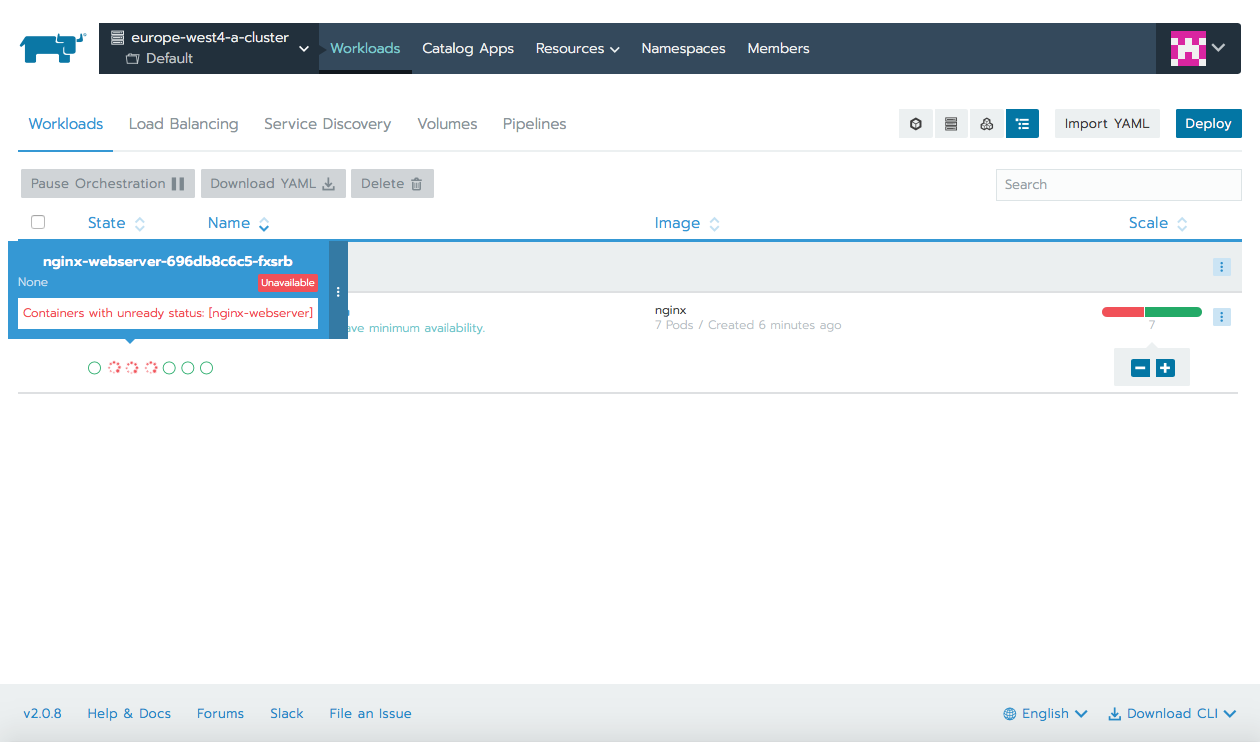 europe-west4-a-cluster
Default
Workloads Catalog Apps Resources Namespaces Members
Workloads Load Balancing Service Discovery Volumes Pipelines
Import YAML Deploy
Pause Orchestration Download YAML Delete
Search
State Name Image Scale
nginx-webserver-696db8c6c5-fxsrb
None Unavailable
Containers with unready status: [nginx-webserver]
ave minimum availability.
nginx
7 Pods / Created 6 minutes ago
7
v2.0.8 Help & Docs Forums Slack File an Issue English Download CLI